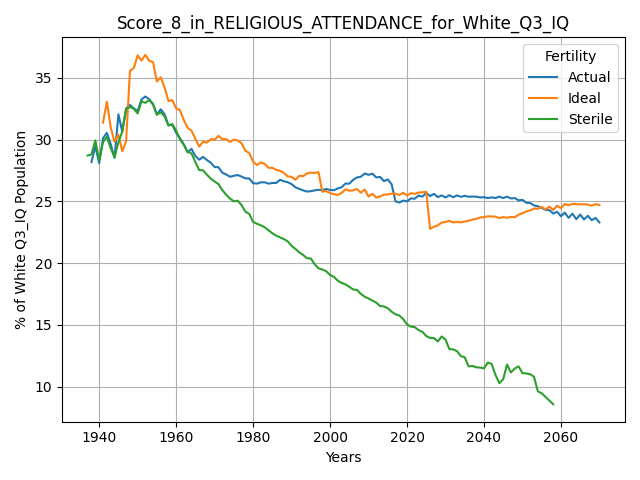 Score_8_in_RELIGIOUS_ATTENDANCE_for_White_Q3_IQ
% of White Q3_IQ Population
35
30
25
20
15
10
Fertility
Actual
Ideal
Sterile
1940 1960 1980 2000 2020 2040 2060
Years